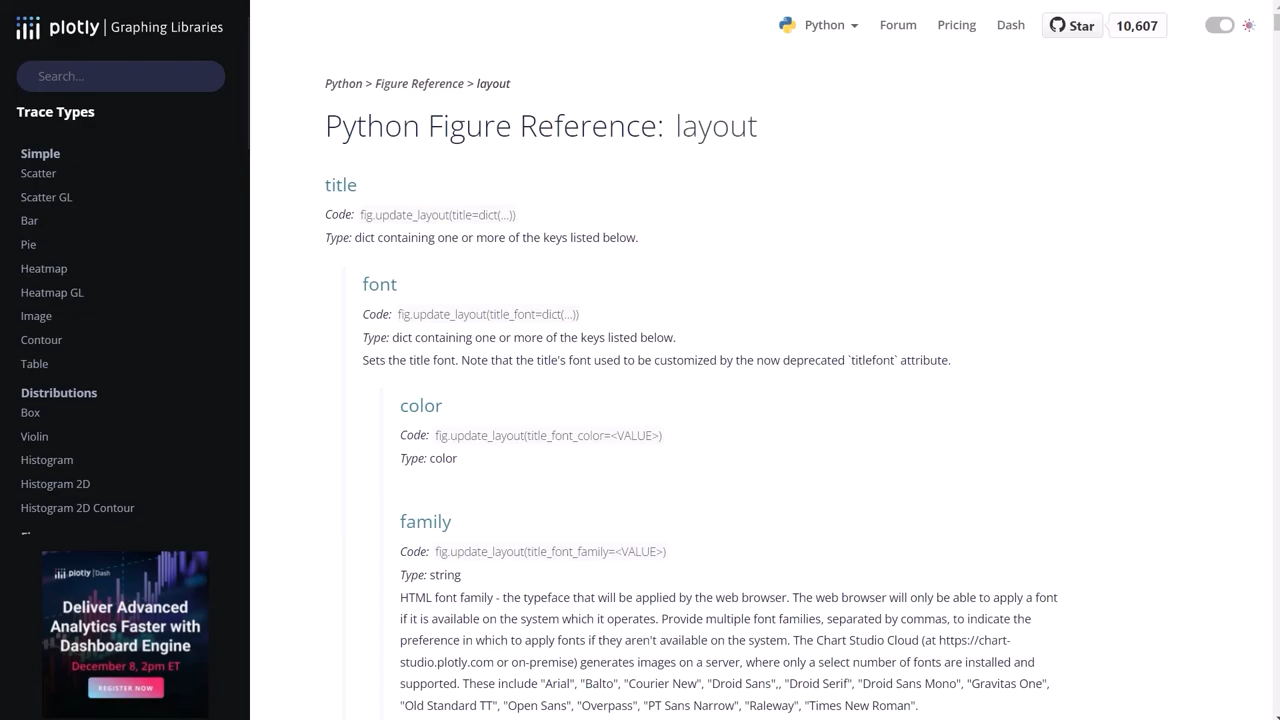 plotly | Graphing Libraries
Python Forum Pricing Dash Star 10,607
Search...
Trace Types
Simple
Scatter
Scatter GL
Bar
Pie
Heatmap
Heatmap GL
Image
Contour
Table
Distributions
Box
Violin
Histogram
Histogram 2D
Histogram 2D Contour
plotly | Dash
Deliver Advanced
Analytics Faster with
Dashboard Engine
December 8, 2pm ET
REGISTER NOW
Python > Figure Reference > layout
Python Figure Reference: layout
title
Code: fig.update_layout(title=dict(...))
Type: dict containing one or more of the keys listed below.
font
Code: fig.update_layout(title_font=dict(...))
Type: dict containing one or more of the keys listed below.
Sets the title font. Note that the title's font used to be customized by the now deprecated `titlefont` attribute.
color
Code: fig.update_layout(title_font_color=<VALUE>)
Type: color
family
Code: fig.update_layout(title_font_family=<VALUE>)
Type: string
HTML font family - the typeface that will be applied by the web browser. The web browser will only be able to apply a font
if it is available on the system which it operates. Provide multiple font families, separated by commas, to indicate the
preference in which to apply fonts if they aren't available on the system. The Chart Studio Cloud (at https://chart-
studio.plotly.com or on-premise) generates images on a server, where only a select number of fonts are installed and
supported. These include "Arial", "Balto", "Courier New", "Droid Sans",, "Droid Serif", "Droid Sans Mono", "Gravitas One",
"Old Standard TT", "Open Sans", "Overpass", "PT Sans Narrow", "Raleway", "Times New Roman".